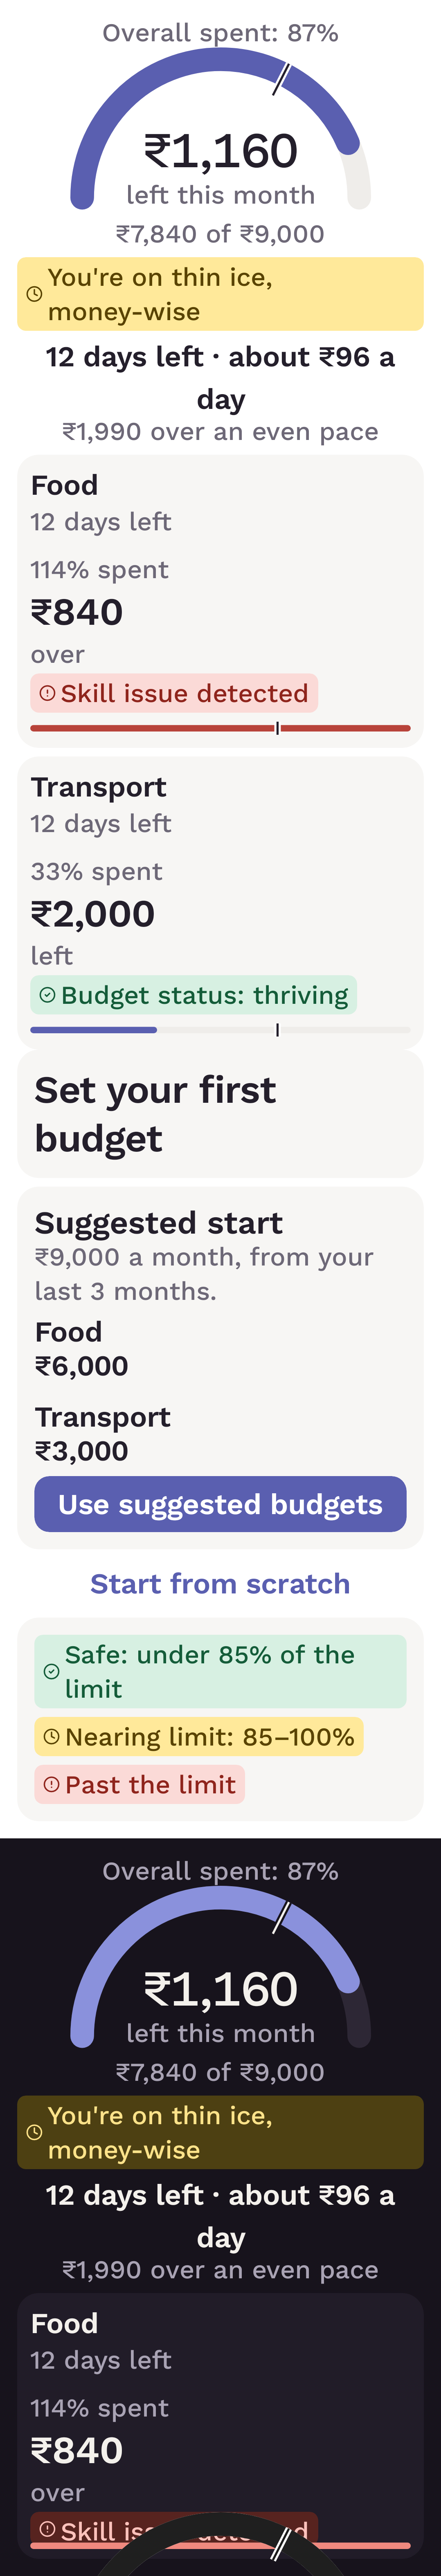 Overall spent: 87%
₹1,160
left this month
₹7,840 of ₹9,000
You're on thin ice,
money-wise
12 days left · about ₹96 a
day
₹1,990 over an even pace
Food
12 days left
114% spent
₹840
over
Skill issue detected
Transport
12 days left
33% spent
₹2,000
left
Budget status: thriving
Set your first
budget
Suggested start
₹9,000 a month, from your
last 3 months.
Food
₹6,000
Transport
₹3,000
Use suggested budgets
Start from scratch
Safe: under 85% of the
limit
Nearing limit: 85–100%
Past the limit
Overall spent: 87%
₹1,160
left this month
₹7,840 of ₹9,000
You're on thin ice,
money-wise
12 days left · about ₹96 a
day
₹1,990 over an even pace
Food
12 days left
114% spent
₹840
over
Skill